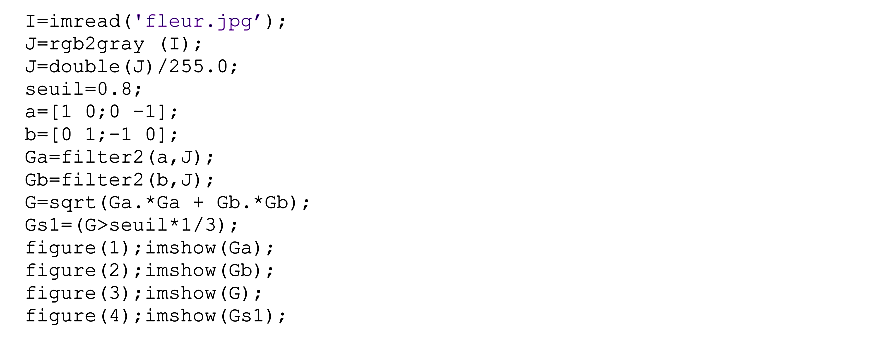 I=imread('fleur.jpg’);
J=rgb2gray (I);
J=double(J)/255.0;
seuil=0.8;
a=[1 0;0 -1];
b=[0 1;-1 0];
Ga=filter2(a,J);
Gb=filter2(b,J);
G=sqrt(Ga.*Ga + Gb.*Gb);
Gs1=(G>seuil*1/3);
figure(1);imshow(Ga);
figure(2);imshow(Gb);
figure(3);imshow(G);
figure(4);imshow(Gs1);